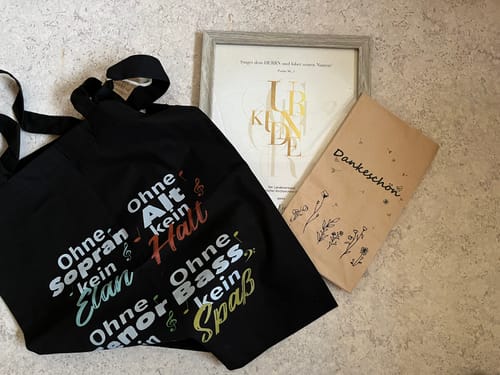 "Singet dem HERRN und lobet seinen Namen"
URKUNDE
Dankeschön
Ohne
Sopran
kein
Elan
Ohne
Alt
kein
Halt
Ohne
kein
Ohne
Bass
kein
Spaß